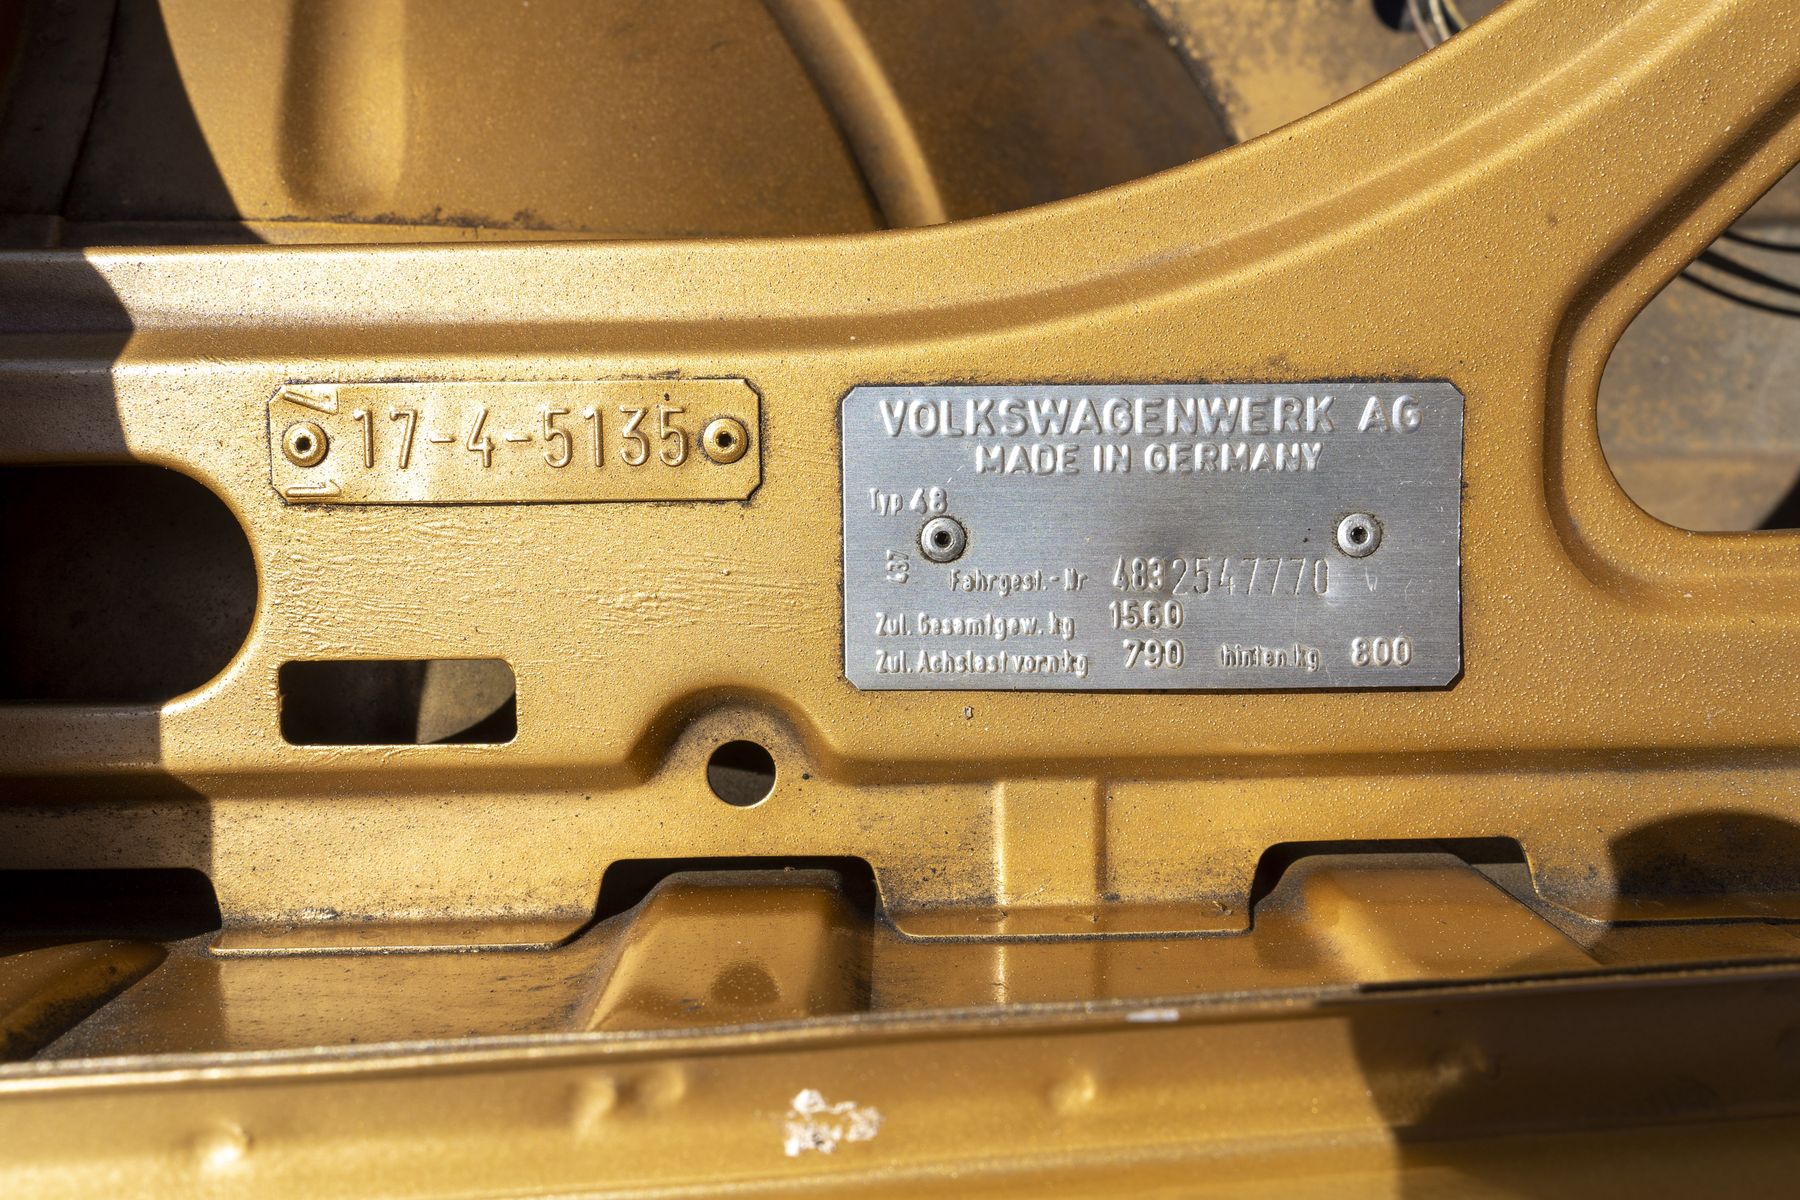 17-4-5135
VOLKSWAGENWERK AG
MADE IN GERMANY
Typ 48
487
Fahrgest.-Nr 4832547770
Zul. Gesamtgew. kg 1560
Zul. Achslast vorn kg 790 hinten kg 800